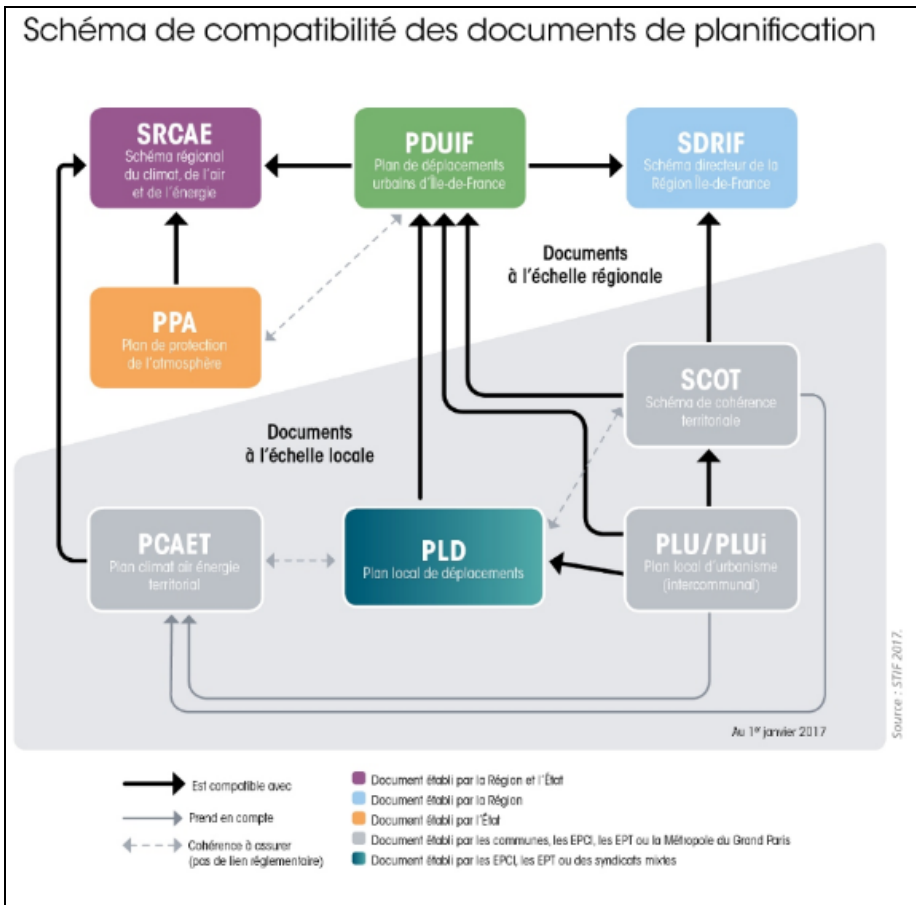 Schéma de compatibilité des documents de planification
SRCAE
Schéma régional
du climat, de l'air
et de l'énergie
PDUIF
Plan de déplacements
urbains d'Île-de-France
SDRIF
Schéma directeur de la
Région Île-de-France
Documents
à l'échelle régionale
PPA
Plan de protection
de l'atmosphère
SCOT
Schéma de cohérence
territoriale
Documents
à l'échelle locale
PCAET
Plan climat air énergie
territorial
PLD
Plan local de déplacements
PLU/PLUi
Plan local d'urbanisme
(intercommunal)
Au 1er janvier 2017
Source : STIF 2017.
Est compatible avec
Prend en compte
Cohérence à assurer
(pas de lien réglementaire)
Document établi par la Région et l'État
Document établi par la Région
Document établi par l'État
Document établi par les communes, les EPCI, les EPT ou la Métropole du Grand Paris
Document établi par les EPCI, les EPT ou des syndicats mixtes